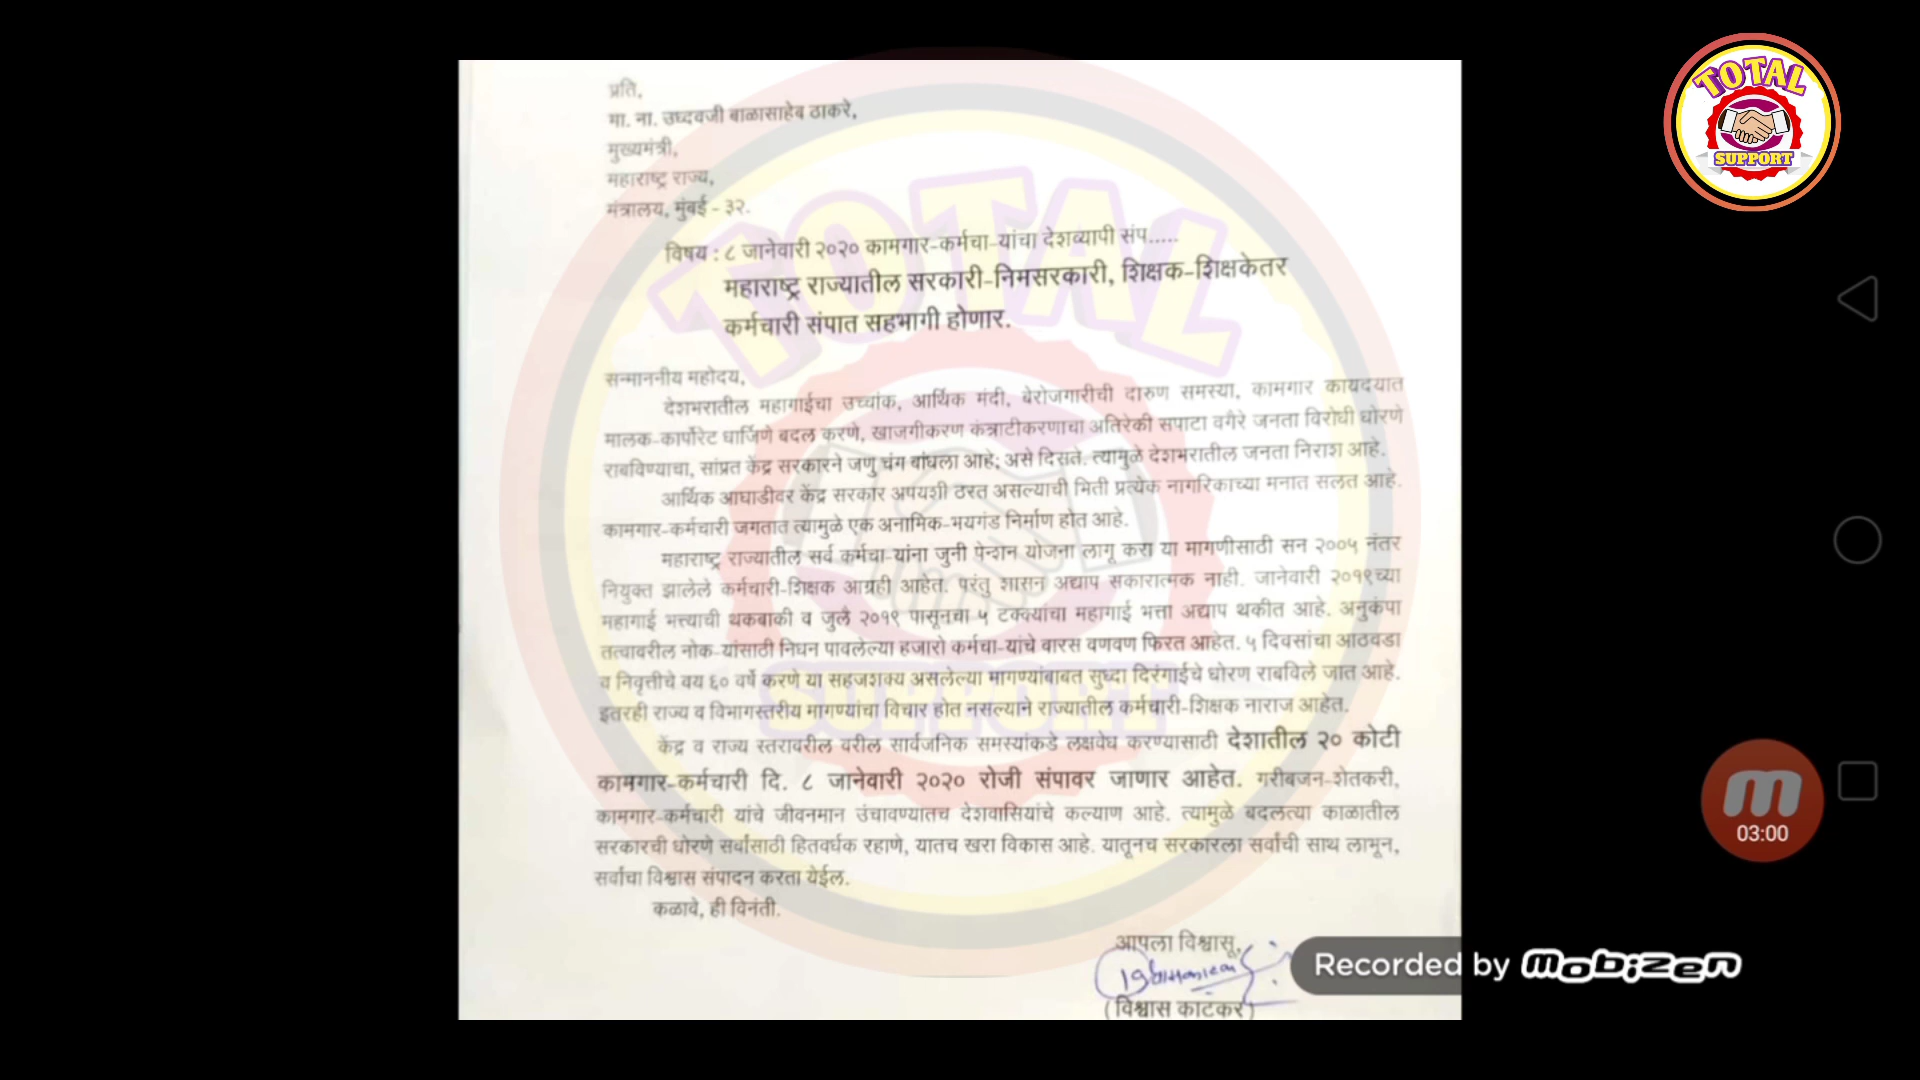 प्रति,
मा. ना. उध्दवजी बाळासाहेब ठाकरे,
मुख्यमंत्री,
महाराष्ट्र राज्य,
मंत्रालय, मुंबई - ३२.
विषय : ८ जानेवारी २०२० कामगार-कर्मचा-यांचा देशव्यापी संप.....
महाराष्ट्र राज्यातील सरकारी-निमसरकारी, शिक्षक-शिक्षकेतर
कर्मचारी संपात सहभागी होणार.
सन्माननीय महोदय,
देशभरातील महागाईचा उच्चांक, आर्थिक मंदी, बेरोजगारीची दारुण समस्या, कामगार कायदयात
मालक-कार्पोरेट धार्जिणे बदल करणे, खाजगीकरण कंत्राटीकरणाचा अतिरेकी सपाटा वगैरे जनता विरोधी धोरणे
राबविण्याचा, सांप्रत केंद्र सरकारने जणु चंग बांधला आहे; असे दिसते. त्यामुळे देशभरातील जनता निराश आहे.
आर्थिक आघाडीवर केंद्र सरकार अपयशी ठरत असल्याची भिती प्रत्येक नागरिकाच्या मनात सलत आहे.
कामगार-कर्मचारी जगतात त्यामुळे एक अनामिक-भयगंड निर्माण होत आहे.
महाराष्ट्र राज्यातील सर्व कर्मचा-यांना जुनी पेन्शन योजना लागू करा या मागणीसाठी सन २००५ नंतर
नियुक्त झालेले कर्मचारी-शिक्षक आग्रही आहेत. परंतु शासन अद्याप सकारात्मक नाही. जानेवारी २०१९च्या
महागाई भत्त्याची थकबाकी व जुलै २०१९ पासूनचा ५ टक्क्यांचा महागाई भत्ता अद्याप थकीत आहे. अनुकंपा
तत्वावरील नोक-यांसाठी निधन पावलेल्या हजारो कर्मचा-यांचे वारस वणवण फिरत आहेत. ५ दिवसांचा आठवडा
व निवृत्तीचे वय ६० वर्षे करणे या सहजशक्य असलेल्या मागण्यांबाबत सुध्दा दिरंगाईचे धोरण राबविले जात आहे.
इतरही राज्य व विभागस्तरीय मागण्यांचा विचार होत नसल्याने राज्यातील कर्मचारी-शिक्षक नाराज आहेत.
केंद्र व राज्य स्तरावरील वरील सार्वजनिक समस्यांकडे लक्षवेध करण्यासाठी देशातील २० कोटी
कामगार-कर्मचारी दि. ८ जानेवारी २०२० रोजी संपावर जाणार आहेत. गरीबजन-शेतकरी,
कामगार-कर्मचारी यांचे जीवनमान उंचावण्यातच देशवासियांचे कल्याण आहे. त्यामुळे बदलत्या काळातील
सरकारची धोरणे सर्वांसाठी हितवर्धक रहाणे, यातच खरा विकास आहे. यातूनच सरकारला सर्वांची साथ लाभून,
सर्वांचा विश्वास संपादन करता येईल.
कळावे, ही विनंती.
आपला विश्वासू,
(विश्वास काटकर)
TOTAL
SUPPORT
TOTAL
SUPPORT
03:00
Recorded by Mobizen